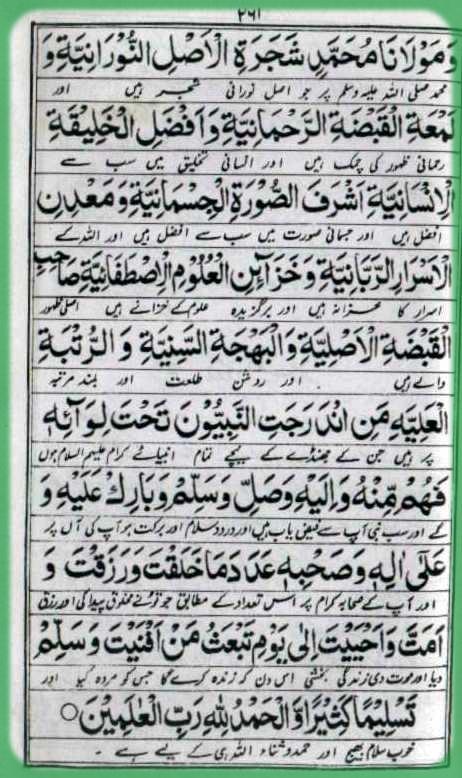 ٢٦١
وَمَوْلَانَا مُحَمَّدٍ شَجَرَةِ الْاَصْلِ النُّوْرَانِيَّةِ وَ
محمد صلی اللہ علیہ وسلم پر جو اصل نورانی شجر ہیں اور
لَمْعَةِ الْقَبْضَةِ الرَّحْمَانِيَّةِ وَاَفْضَلِ الْخَلِيْقَةِ
رحمانی ظہور کی چمک ہیں اور انسانی تخلیق میں سب سے
الْاِنْسَانِيَّةِ اَشْرَفَ الصُّوْرَةِ الْجِسْمَانِيَّةِ وَمَعْدِنِ
افضل ہیں اور جسمانی صورت میں سب سے افضل ہیں اور اللہ کے
الْاَسْرَارِ الرَّبَّانِيَّةِ وَخَزَآئِنِ الْعُلُوْمِ الْاِصْطِفَائِيَّةِ صَاحِبِ
اسرار کا خزانہ ہیں اور برگزیدہ علوم کے خزانے ہیں اصلی ظہور
الْقَبْضَةِ الْاَصْلِيَّةِ وَالْبَهْجَةِ السَّنِيَّةِ وَالرُّتْبَةِ
والے ہیں اور روشن طلعت اور بلند مرتبہ
الْعَلِيَّهِ مَنِ انْدَرَجَتِ النَّبِيُّوْنَ تَحْتَ لِوَآئِهٖ
پر ہیں جن کے جھنڈے کے نیچے تمام انبیائے کرام علیہم السلام ہوں
فَهُمْ مِّنْهُ وَاِلَيْهِ وَصَلِّ وَسَلِّمْ وَبَارِكْ عَلَيْهِ وَ
گے اور سب نبی آپ سے فیض یاب ہیں اور درود سلام اور برکت ہو آپ کی آل پر
عَلٰى اٰلِهٖ وَصَحْبِهٖ عَدَدَ مَا خَلَقْتَ وَرَزَقْتَ وَ
اور آپ کے صحابہ کرام پر اس تعداد کے مطابق جو تو نے مخلوق پیدا کی اور رزق
اَمَتَّ وَاَحْيَيْتَ اِلٰى يَوْمِ تَبْعَثُ مَنْ اَفْنَيْتَ وَسَلِّمْ
دیا اور موت دی زندگی بخشی اس دن کر زندہ کرے گا جس کو مردہ کیا اور
تَسْلِيْمًا كَثِيْرًا وَّالْحَمْدُ لِلّٰهِ رَبِّ الْعٰلَمِيْنَ ○
خوب سلام بھیج اور حمد و ثناء اللہ ہی کے لیے ہے ۔